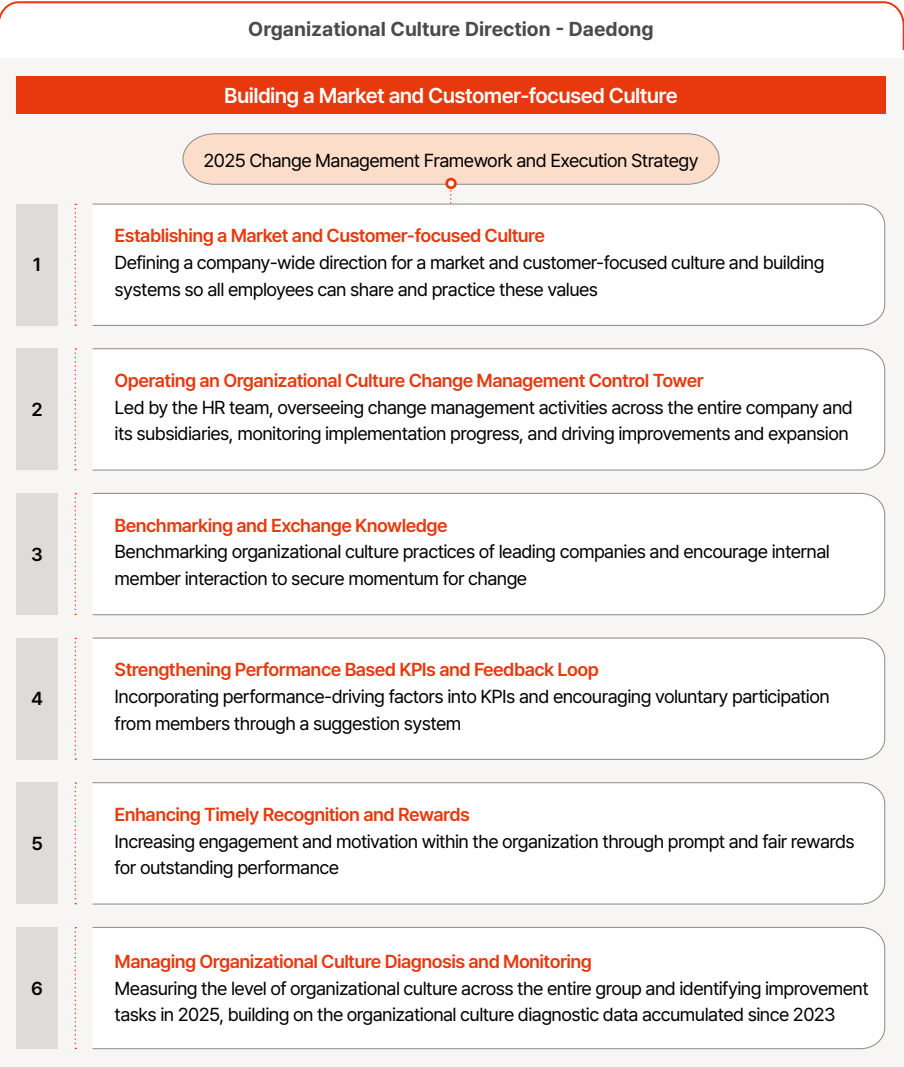 Organizational Culture Direction - Daedong
Building a Market and Customer-focused Culture
2025 Change Management Framework and Execution Strategy
1
Establishing a Market and Customer-focused Culture
Defining a company-wide direction for a market and customer-focused culture and building
systems so all employees can share and practice these values
2
Operating an Organizational Culture Change Management Control Tower
Led by the HR team, overseeing change management activities across the entire company and
its subsidiaries, monitoring implementation progress, and driving improvements and expansion
3
Benchmarking and Exchange Knowledge
Benchmarking organizational culture practices of leading companies and encourage internal
member interaction to secure momentum for change
4
Strengthening Performance Based KPIs and Feedback Loop
Incorporating performance-driving factors into KPIs and encouraging voluntary participation
from members through a suggestion system
5
Enhancing Timely Recognition and Rewards
Increasing engagement and motivation within the organization through prompt and fair rewards
for outstanding performance
6
Managing Organizational Culture Diagnosis and Monitoring
Measuring the level of organizational culture across the entire group and identifying improvement
tasks in 2025, building on the organizational culture diagnostic data accumulated since 2023